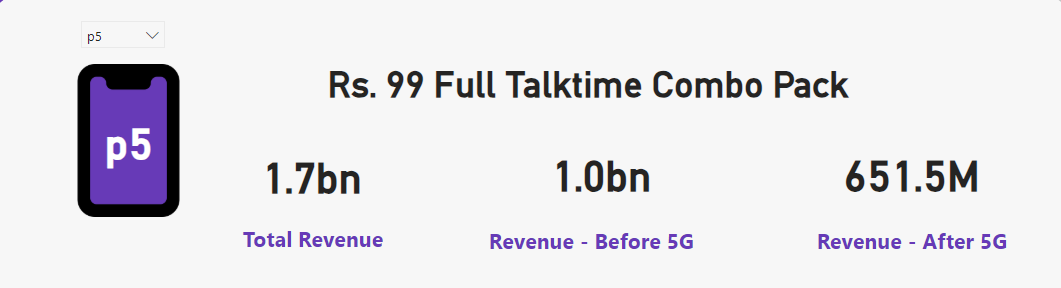 p5
Rs. 99 Full Talktime Combo Pack
p5
1.7bn
1.0bn
651.5M
Total Revenue
Revenue - Before 5G
Revenue - After 5G